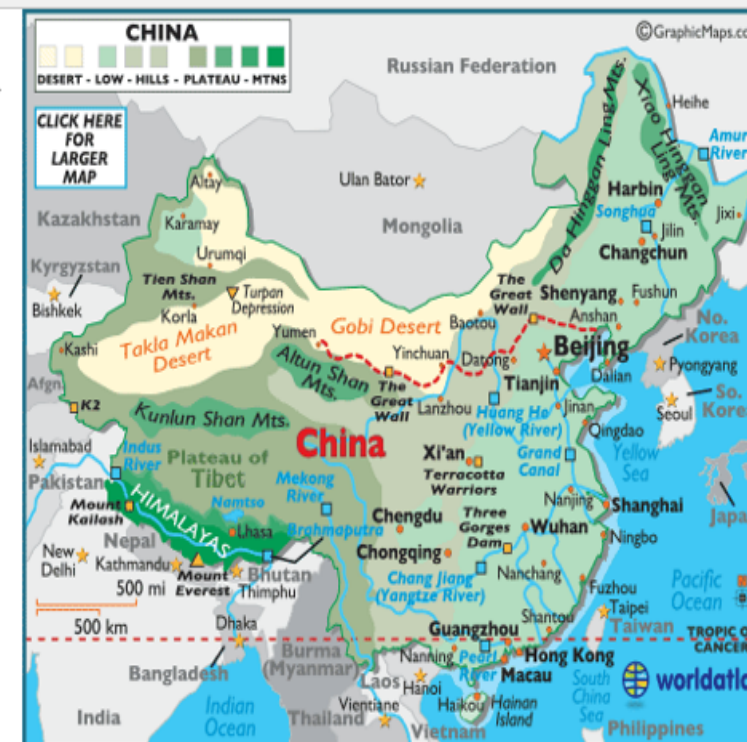 CHINA
DESERT - LOW - HILLS - PLATEAU - MTNS
©GraphicMaps.co
CLICK HERE
FOR
LARGER
MAP
Russian Federation
Da Hinggan Ling Mts.
Xiao Hinggan
Ling Mts.
Heihe
Amur
River
Altay
Ulan Bator
Harbin
Kazakhstan
Karamay
Mongolia
Songhua
Jixi
Jilin
Urumqi
Changchun
Kyrgyzstan
Tien Shan
Mts.
Turpan
Depression
The
Great
Wall
Shenyang
Fushun
Bishkek
Korla
Anshan
Takla Makan
Desert
Yumen
Gobi Desert
Baotou
No.
Korea
Kashi
Yinchuan
Datong
Beijing
Altun Shan
Mts.
Dalian
Pyongyang
Afgn.
The
Great
Wall
Tianjin
So.
Kore
K2
Lanzhou
Jinan
Seoul
Kunlun Shan Mts.
Huang He
(Yellow River)
Qingdao
Islamabad
Indus
River
China
Xi'an
Grand
Canal
Yellow
Sea
Plateau of
Tibet
Terracotta
Warriors
Pakistan
Mekong
River
Nanjing
Mount
Kailash
HIMALAYAS
Namtso
Chengdu
Three
Gorges
Dam
Shanghai
Japa
Lhasa
Brahmaputra
Wuhan
Nepal
Chongqing
Ningbo
New
Delhi
Kathmandu
Mount
Everest
Bhutan
Thimphu
Chang Jiang
(Yangtze River)
Nanchang
Pacific
Ocean
500 mi
Fuzhou
500 km
Dhaka
Shantou
Taipei
Taiwan
Guangzhou
TROPIC O
CANCER
Burma
(Myanmar)
Nanning
Pearl
River
Hong Kong
Macau
Bangladesh
Laos
Hanoi
South
China
Sea
worldatla
Indian
Ocean
Vientiane
Haikou
Hainan
Island
India
Thailand
Vietnam
Philippines